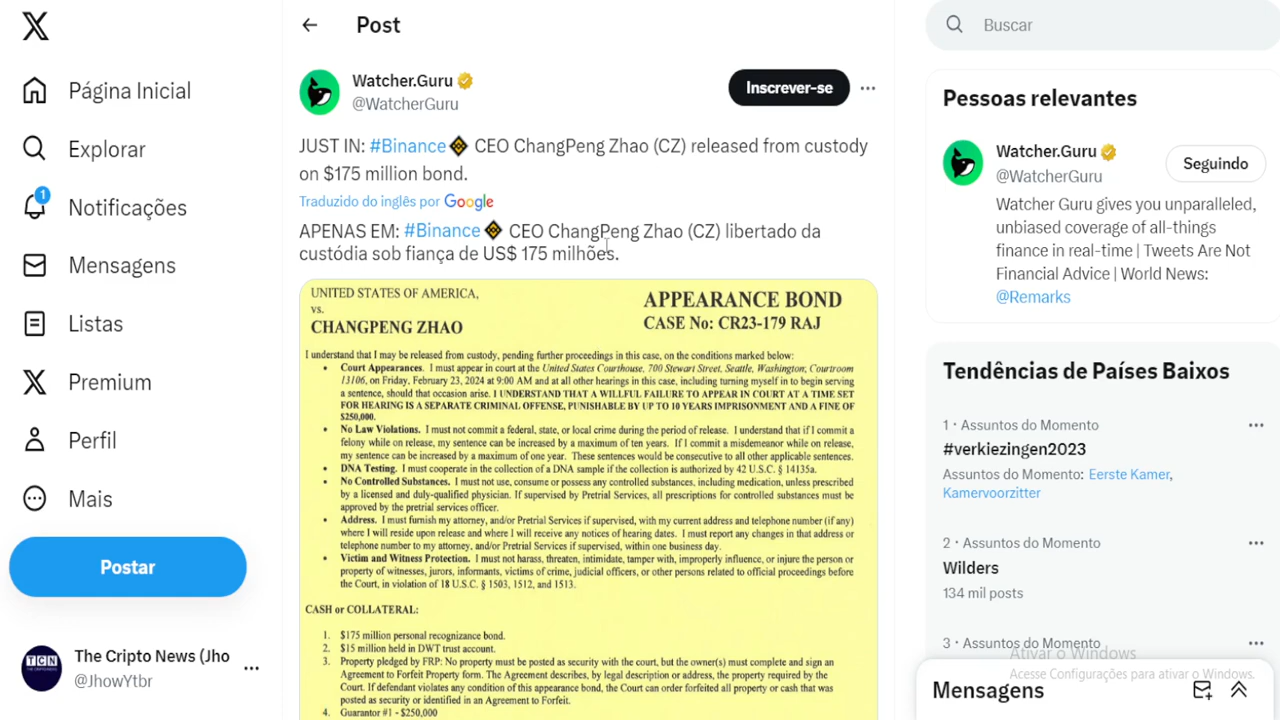 Página Inicial
Explorar
1
Notificações
Mensagens
Listas
Premium
Perfil
Mais
Postar
TCN
The Cripto News (Jho
@JhowYtbr
Post
Watcher.Guru
@WatcherGuru
Inscrever-se
JUST IN: #Binance CEO ChangPeng Zhao (CZ) released from custody
on $175 million bond.
Traduzido do inglês por Google
APENAS EM: #Binance CEO ChangPeng Zhao (CZ) libertado da
custódia sob fiança de US$ 175 milhões.
UNITED STATES OF AMERICA,
vs.
CHANGPENG ZHAO
APPEARANCE BOND
CASE No: CR23-179 RAJ
I understand that I may be released from custody, pending further proceedings in this case, on the conditions marked below:
• Court Appearances. I must appear in court at the United States Courthouse, 700 Stewart Street, Seattle, Washington, Courtroom
13106, on Friday, February 23, 2024 at 9:00 AM and at all other hearings in this case, including turning myself in to begin serving
a sentence, should that occasion arise. I UNDERSTAND THAT A WILLFUL FAILURE TO APPEAR IN COURT AT A TIME SET
FOR HEARING IS A SEPARATE CRIMINAL OFFENSE, PUNISHABLE BY UP TO 10 YEARS IMPRISONMENT AND A FINE OF
$250,000.
• No Law Violations. I must not commit a federal, state, or local crime during the period of release. I understand that if I commit a
felony while on release, my sentence can be increased by a maximum of ten years. If I commit a misdemeanor while on release,
my sentence can be increased by a maximum of one year. These sentences would be consecutive to all other applicable sentences.
• DNA Testing. I must cooperate in the collection of a DNA sample if the collection is authorized by 42 U.S.C. § 14135a.
• No Controlled Substances. I must not use, consume or possess any controlled substances, including medication, unless prescribed
by a licensed and duly-qualified physician. If supervised by Pretrial Services, all prescriptions for controlled substances must be
approved by the pretrial services officer.
• Address. I must furnish my attorney, and/or Pretrial Services if supervised, with my current address and telephone number (if any)
where I will reside upon release and where I will receive any notices of hearing dates. I must report any changes in that address or
telephone number to my attorney, and/or Pretrial Services if supervised, within one business day.
• Victim and Witness Protection. I must not harass, threaten, intimidate, tamper with, improperly influence, or injure the person or
property of witnesses, jurors, informants, victims of crime, judicial officers, or other persons related to official proceedings before
the Court, in violation of 18 U.S.C. § 1503, 1512, and 1513.
CASH or COLLATERAL:
1. $175 million personal recognizance bond.
2. $15 million held in DWT trust account.
3. Property pledged by FRP: No property must be posted as security with the court, but the owner(s) must complete and sign an
Agreement to Forfeit Property form. The Agreement describes, by legal description or address, the property required by the
Court. If defendant violates any condition of this appearance bond, the Court can order forfeited all property or cash that was
posted as security or identified in an Agreement to Forfeit.
4. Guarantor #1 - $250,000
Buscar
Pessoas relevantes
Watcher.Guru
@WatcherGuru
Seguindo
Watcher Guru gives you unparalleled,
unbiased coverage of all-things
finance in real-time | Tweets Are Not
Financial Advice | World News:
@Remarks
Tendências de Países Baixos
1 · Assuntos do Momento
#verkiezingen2023
Assuntos do Momento: Eerste Kamer,
Kamervoorzitter
2 · Assuntos do Momento
Wilders
134 mil posts
3 · Assuntos do Momento
Ativar o Windows
Acesse Configurações para ativar o Windows.
Mensagens